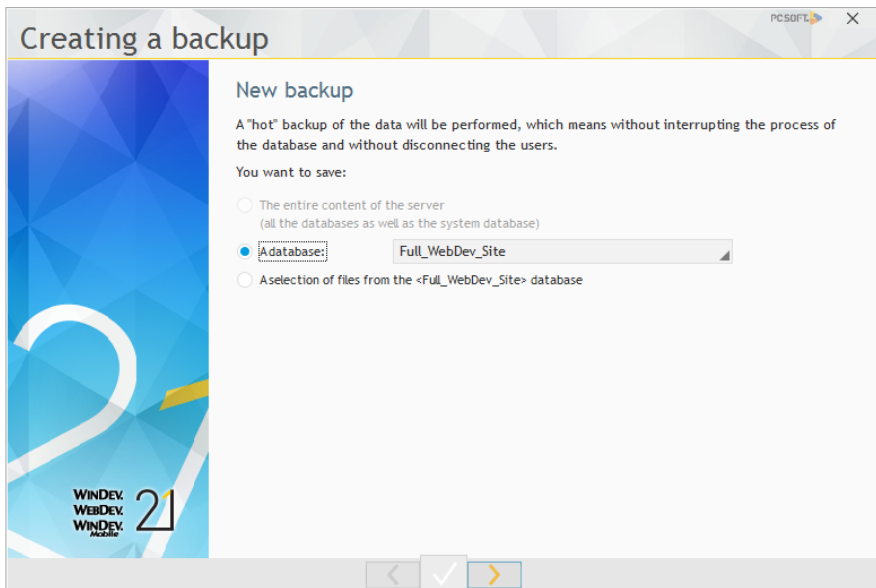 PC SOFT
Creating a backup
New backup
A "hot" backup of the data will be performed, which means without interrupting the process of
the database and without disconnecting the users.
You want to save:
The entire content of the server
(all the databases as well as the system database)
A database: Full_WebDev_Site
A selection of files from the <Full_WebDev_Site> database
WINDEV.
WEBDEV.
WINDEV.
Mobile
21